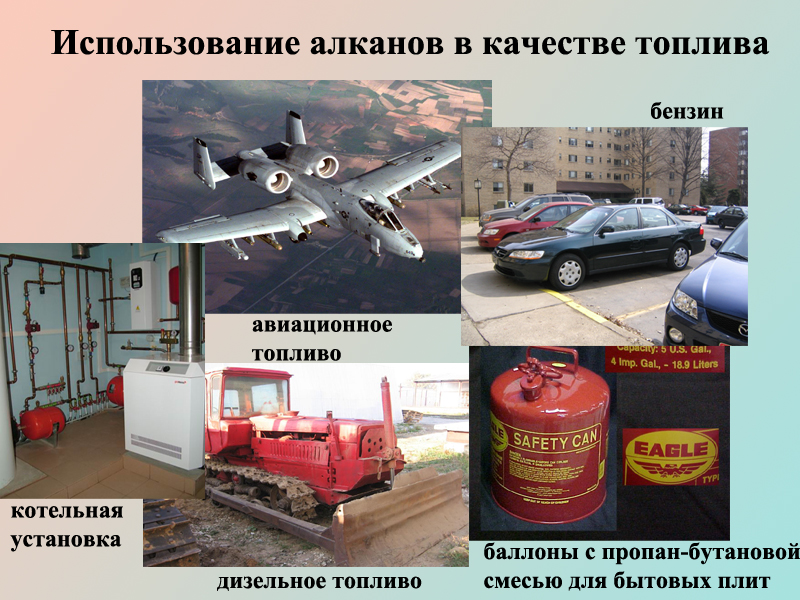 Использование алканов в качестве топлива
бензин
авиационное
топливо
Capacity: 5 U.S. Gal.,
4 Imp. Gal., - 18.9 Liters
SAFETY CAN
EAGLE
TYPE
котельная
установка
дизельное топливо
баллоны с пропан-бутановой
смесью для бытовых плит